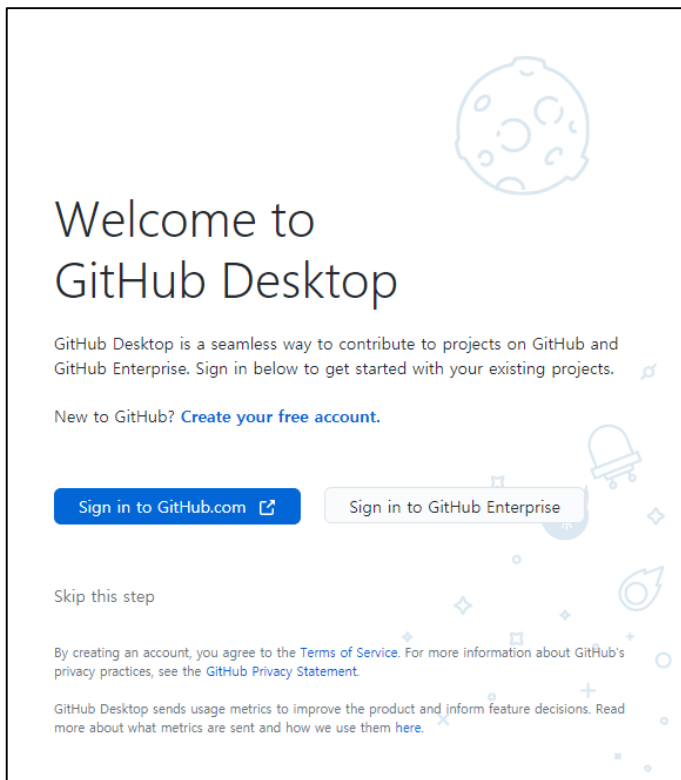 Welcome to
GitHub Desktop
GitHub Desktop is a seamless way to contribute to projects on GitHub and
GitHub Enterprise. Sign in below to get started with your existing projects.
New to GitHub? Create your free account.
Sign in to GitHub.com
Sign in to GitHub Enterprise
Skip this step
By creating an account, you agree to the Terms of Service. For more information about GitHub's
privacy practices, see the GitHub Privacy Statement.
GitHub Desktop sends usage metrics to improve the product and inform feature decisions. Read
more about what metrics are sent and how we use them here.